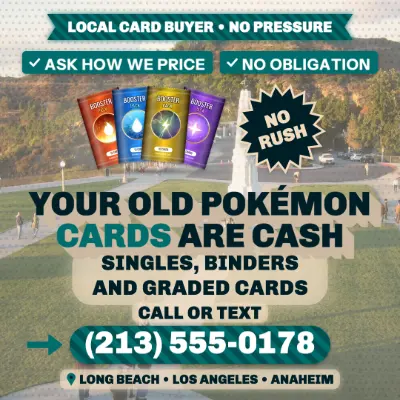 LOCAL CARD BUYER • NO PRESSURE
✓ ASK HOW WE PRICE ✓ NO OBLIGATION
BOOSTER BOOSTER BOOSTER BOOSTER
NO
RUSH
YOUR OLD POKÉMON
CARDS ARE CASH
SINGLES, BINDERS
AND GRADED CARDS
CALL OR TEXT
(213) 555-0178
LONG BEACH • LOS ANGELES • ANAHEIM